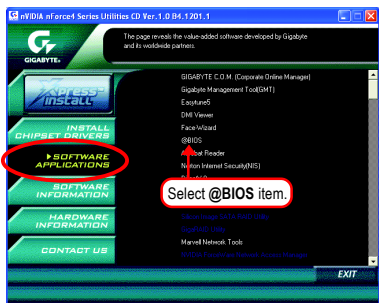 nVIDIA nForce4 Series Utilities CD Ver.1.0 B4.1201.1
The page reveals the value-added software developed by Gigabyte
and its worldwide partners.
GIGABYTE
Xpress™
Install
INSTALL
CHIPSET DRIVERS
SOFTWARE
APPLICATIONS
SOFTWARE
INFORMATION
HARDWARE
INFORMATION
CONTACT US
GIGABYTE C.O.M. (Corporate Online Manager)
Gigabyte Management Tool(GMT)
Easytune5
DMI Viewer
Face-Wizard
@BIOS
Acrobat Reader
Norton Internet Security(NIS)
Select @BIOS item.
Marvell Network Tools
EXIT